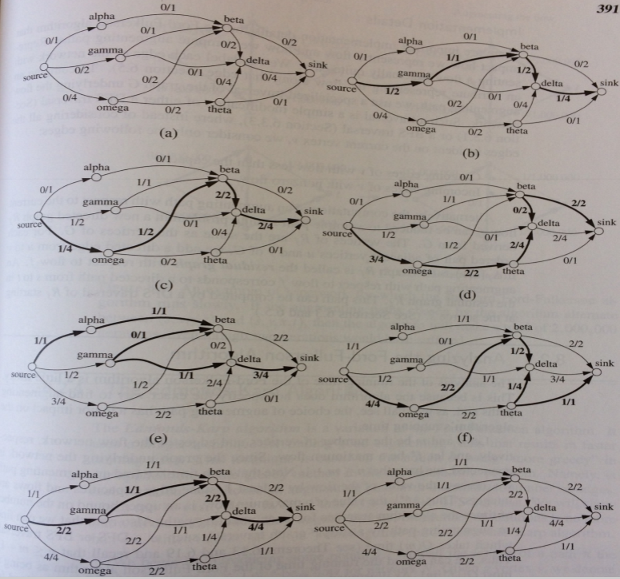 391
0/1
alpha
beta
0/1
gamma
0/2
0/2
delta
source
0/2
0/2
0/1
0/4
sink
0/4
0/4
omega
0/2
theta
0/1
(a)
alpha
0/1
beta
0/1
1/1
0/2
gamma
1/2
delta
source
1/2
0/2
0/1
1/4
sink
0/4
0/4
omega
0/2
theta
0/1
(b)
alpha
0/1
beta
0/1
1/1
0/2
gamma
2/2
delta
source
1/2
1/2
0/1
2/4
sink
1/4
0/4
omega
0/2
theta
0/1
(c)
alpha
0/1
beta
0/1
1/1
2/2
gamma
0/2
delta
source
1/2
1/2
0/1
2/4
sink
3/4
2/4
omega
2/2
theta
0/1
(d)
1/1
alpha
beta
1/1
0/1
2/2
gamma
0/2
delta
source
1/2
1/2
1/1
3/4
sink
3/4
2/4
omega
2/2
theta
0/1
(e)
alpha
1/1
beta
1/1
0/1
2/2
gamma
1/2
delta
source
1/2
2/2
1/1
3/4
sink
4/4
1/4
omega
2/2
theta
1/1
(f)
alpha
1/1
beta
1/1
1/1
2/2
gamma
2/2
delta
source
2/2
2/2
1/1
4/4
sink
4/4
1/4
omega
2/2
theta
1/1
alpha
1/1
beta
1/1
1/1
2/2
gamma
2/2
delta
source
2/2
2/2
1/1
4/4
sink
4/4
1/4
omega
2/2
theta
1/1